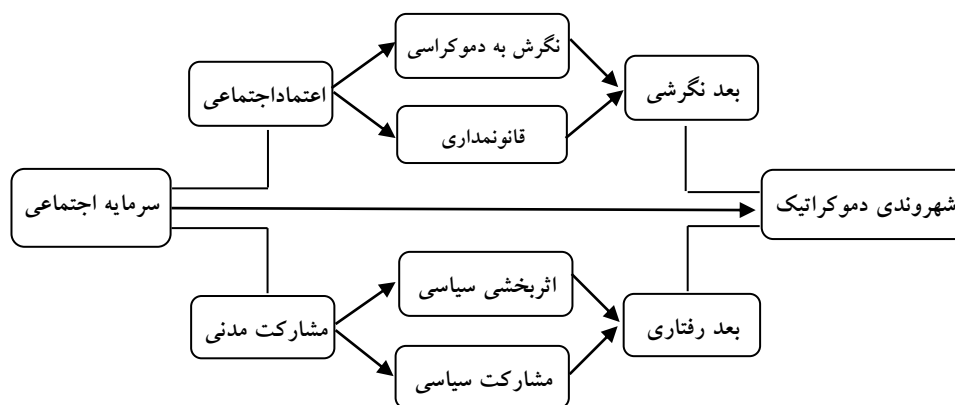 نگرش به دموکراسی
اعتماداجتماعی
بعد نگرشی
قانونمداری
سرمایه اجتماعی
شهروندی دموکراتیک
اثربخشی سیاسی
مشارکت مدنی
بعد رفتاری
مشارکت سیاسی